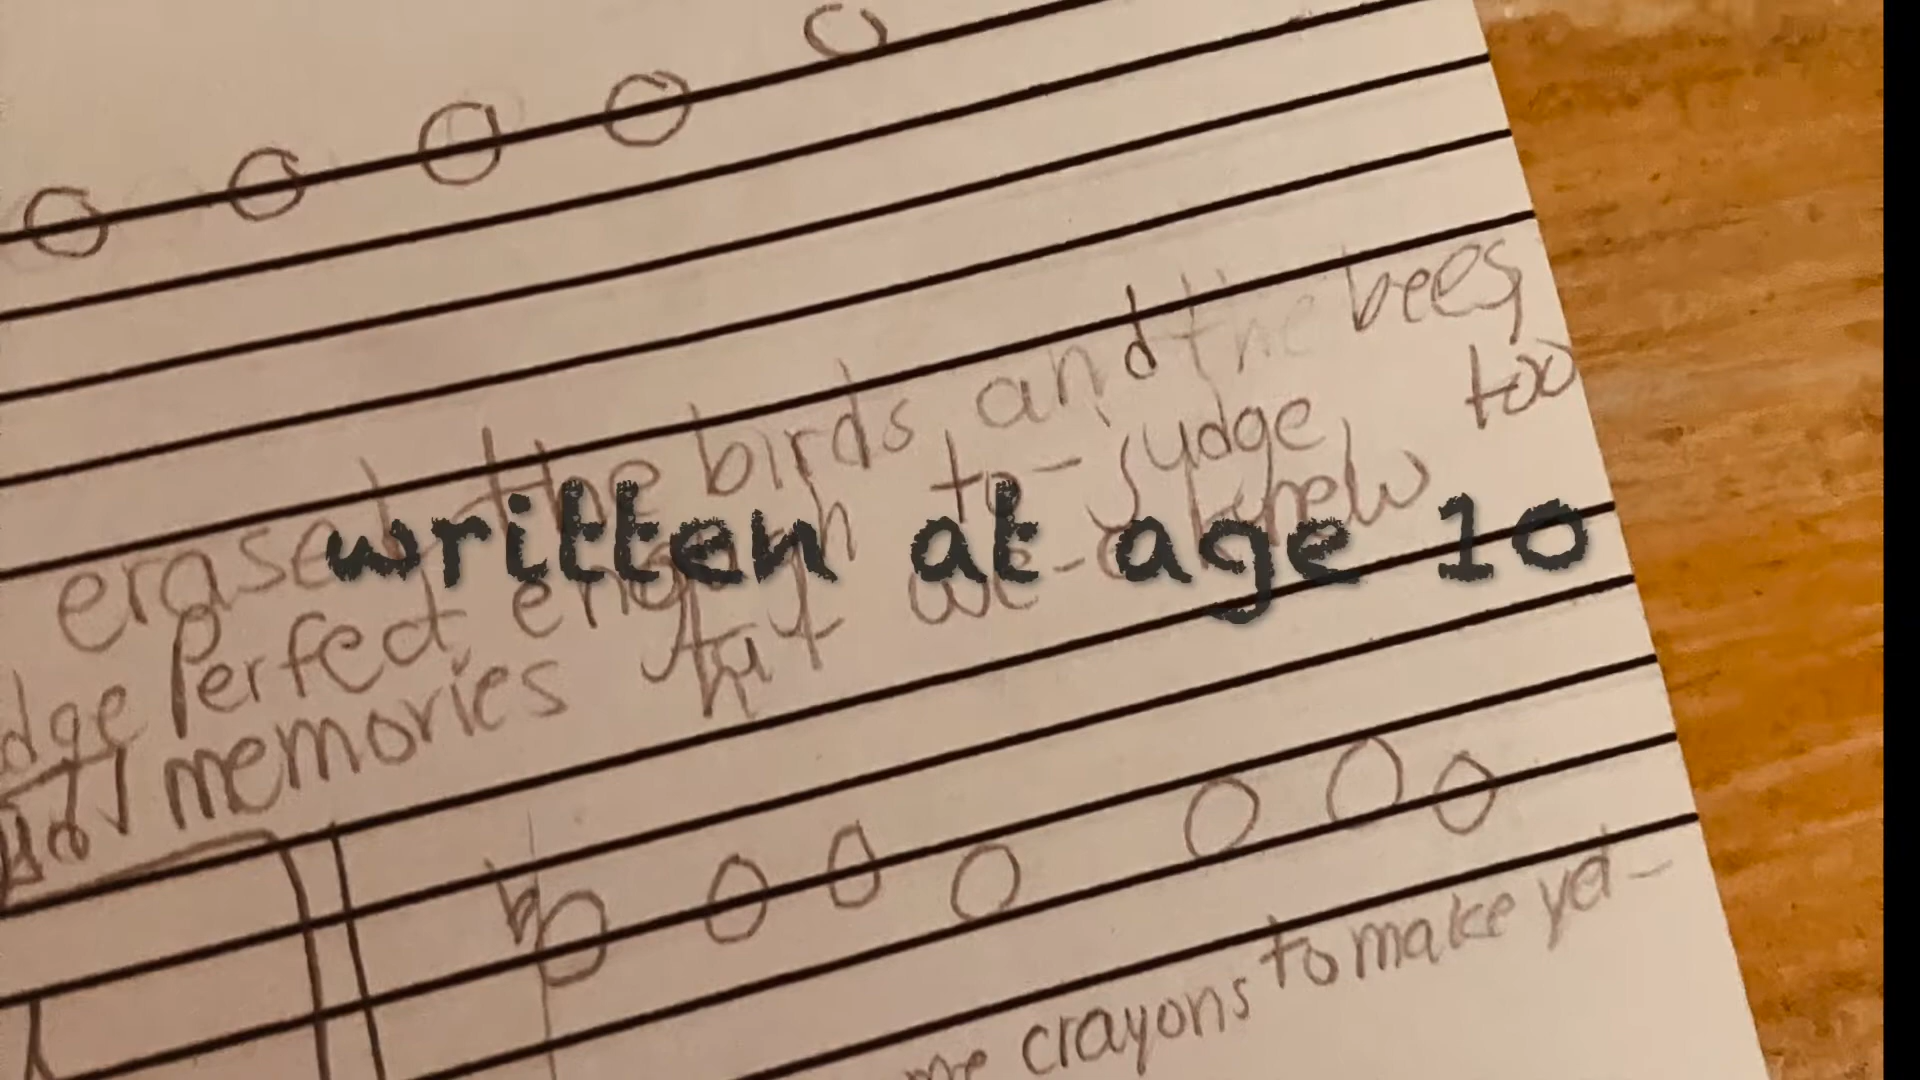 erased the birds, and the bees,
perfect, enough to- judge,
memories that we- knew too
written at age 10
crayons to make yet-